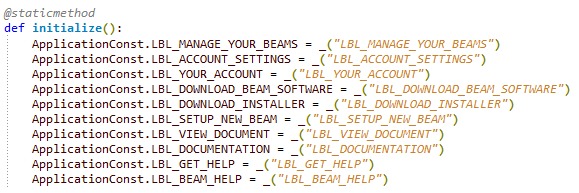 @staticmethod
def initialize():
ApplicationConst.LBL_MANAGE_YOUR_BEAMS = _("LBL_MANAGE_YOUR_BEAMS")
ApplicationConst.LBL_ACCOUNT_SETTINGS = _("LBL_ACCOUNT_SETTINGS")
ApplicationConst.LBL_YOUR_ACCOUNT = _("LBL_YOUR_ACCOUNT")
ApplicationConst.LBL_DOWNLOAD_BEAM_SOFTWARE = _("LBL_DOWNLOAD_BEAM_SOFTWARE")
ApplicationConst.LBL_DOWNLOAD_INSTALLER = _("LBL_DOWNLOAD_INSTALLER")
ApplicationConst.LBL_SETUP_NEW_BEAM = _("LBL_SETUP_NEW_BEAM")
ApplicationConst.LBL_VIEW_DOCUMENT = _("LBL_VIEW_DOCUMENT")
ApplicationConst.LBL_DOCUMENTATION = _("LBL_DOCUMENTATION")
ApplicationConst.LBL_GET_HELP = _("LBL_GET_HELP")
ApplicationConst.LBL_BEAM_HELP = _("LBL_BEAM_HELP")